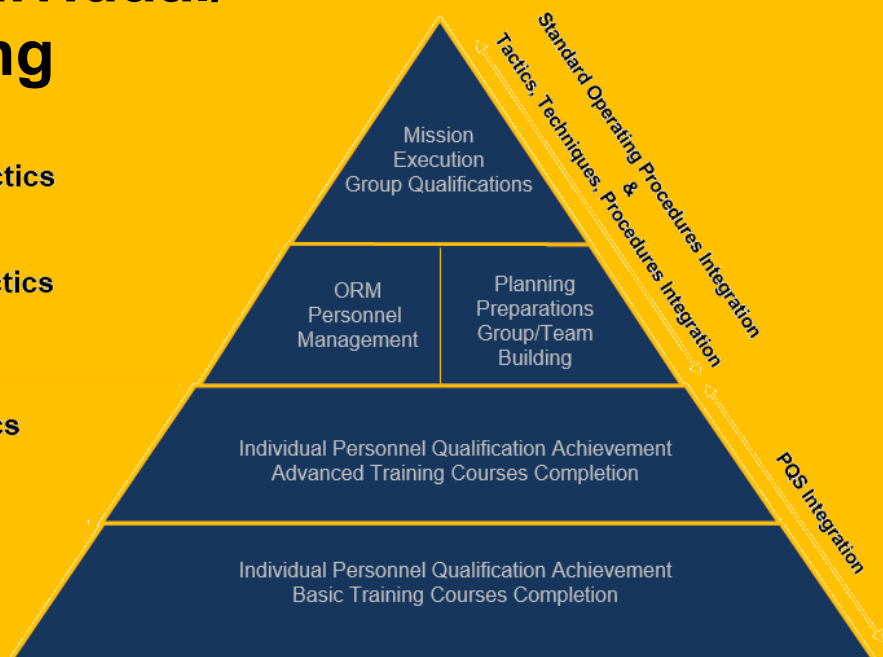 ng
ctics
ctics
cs
Mission
Execution
Group Qualifications
ORM
Personnel
Management
Planning
Preparations
Group/Team
Building
Individual Personnel Qualification Achievement
Advanced Training Courses Completion
Individual Personnel Qualification Achievement
Basic Training Courses Completion
Standard Operating Procedures Integration
&
Tactics, Techniques, Procedures Integration
PQS Integration